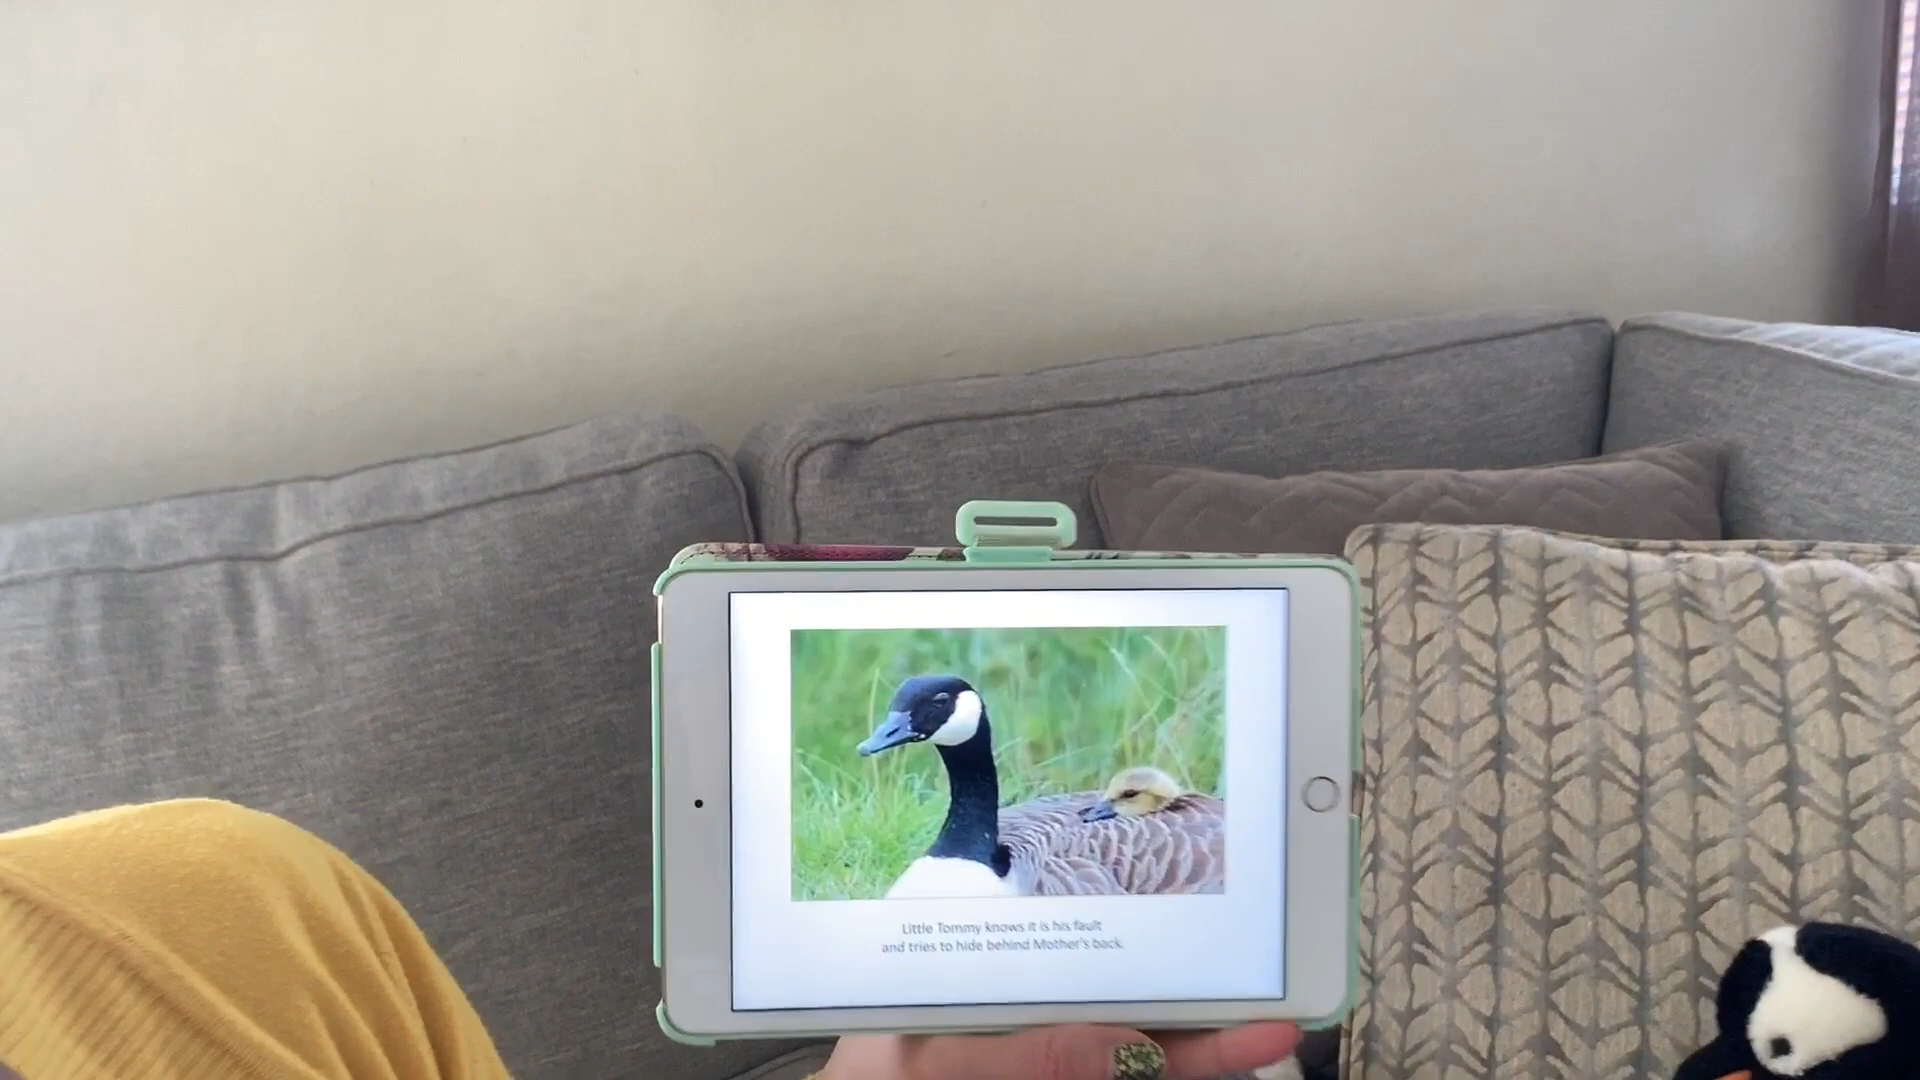 Little Tommy knows it is his fault
and tries to hide behind Mother's back.